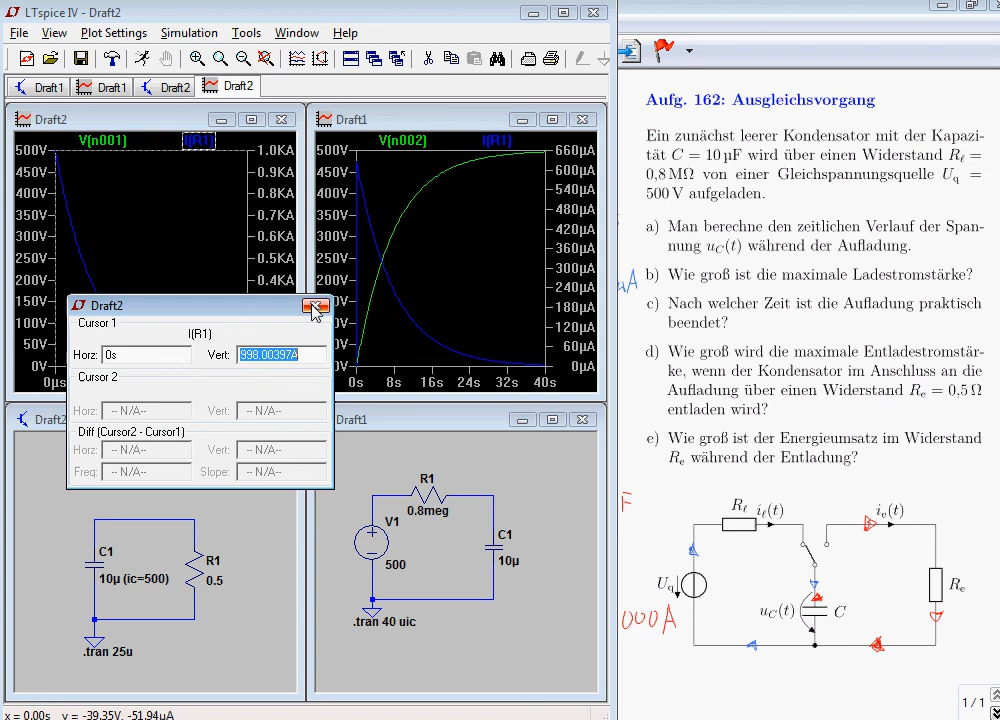 LTspice IV - Draft2
File View Plot Settings Simulation Tools Window Help
Draft1 Draft1 Draft2 Draft2
Draft2
V(n001) I(R1)
500V 1.0KA
450V 0.9KA
400V 0.8KA
350V 0.7KA
300V 0.6KA
250V 0.5KA
200V 0.4KA
150V
100V
50V
0V
0µs
Draft1
V(n002) I(R1)
500V 660µA
450V 600µA
400V 540µA
350V 480µA
300V 420µA
250V 360µA
200V 300µA
150V 240µA
100V 180µA
50V 120µA
0V 60µA
0µA
0s 8s 16s 24s 32s 40s
Draft2
Cursor 1
I(R1)
Horz: 0s Vert: 998.00397A
Cursor 2
Horz: -- N/A-- Vert: -- N/A--
Diff (Cursor2 - Cursor1)
Horz: -- N/A-- Vert: -- N/A--
Freq: -- N/A-- Slope: -- N/A--
Draft2
C1
10µ (ic=500)
R1
0.5
.tran 25u
Draft1
R1
0.8meg
V1
500
C1
10µ
.tran 40 uic
x = 0.00s y = -39.35V, -51.94µA
Aufg. 162: Ausgleichsvorgang
Ein zunächst leerer Kondensator mit der Kapazi-
tät C = 10 µF wird über einen Widerstand Rℓ =
0,8 MΩ von einer Gleichspannungsquelle Uq =
500 V aufgeladen.
a) Man berechne den zeitlichen Verlauf der Span-
nung uC(t) während der Aufladung.
b) Wie groß ist die maximale Ladestromstärke?
c) Nach welcher Zeit ist die Aufladung praktisch
beendet?
d) Wie groß wird die maximale Entladestromstär-
ke, wenn der Kondensator im Anschluss an die
Aufladung über einen Widerstand Re = 0,5 Ω
entladen wird?
e) Wie groß ist der Energieumsatz im Widerstand
Re während der Entladung?
µA
F
000A
Rℓ iℓ(t) ie(t)
Uq
uC(t) C
Re
1/1